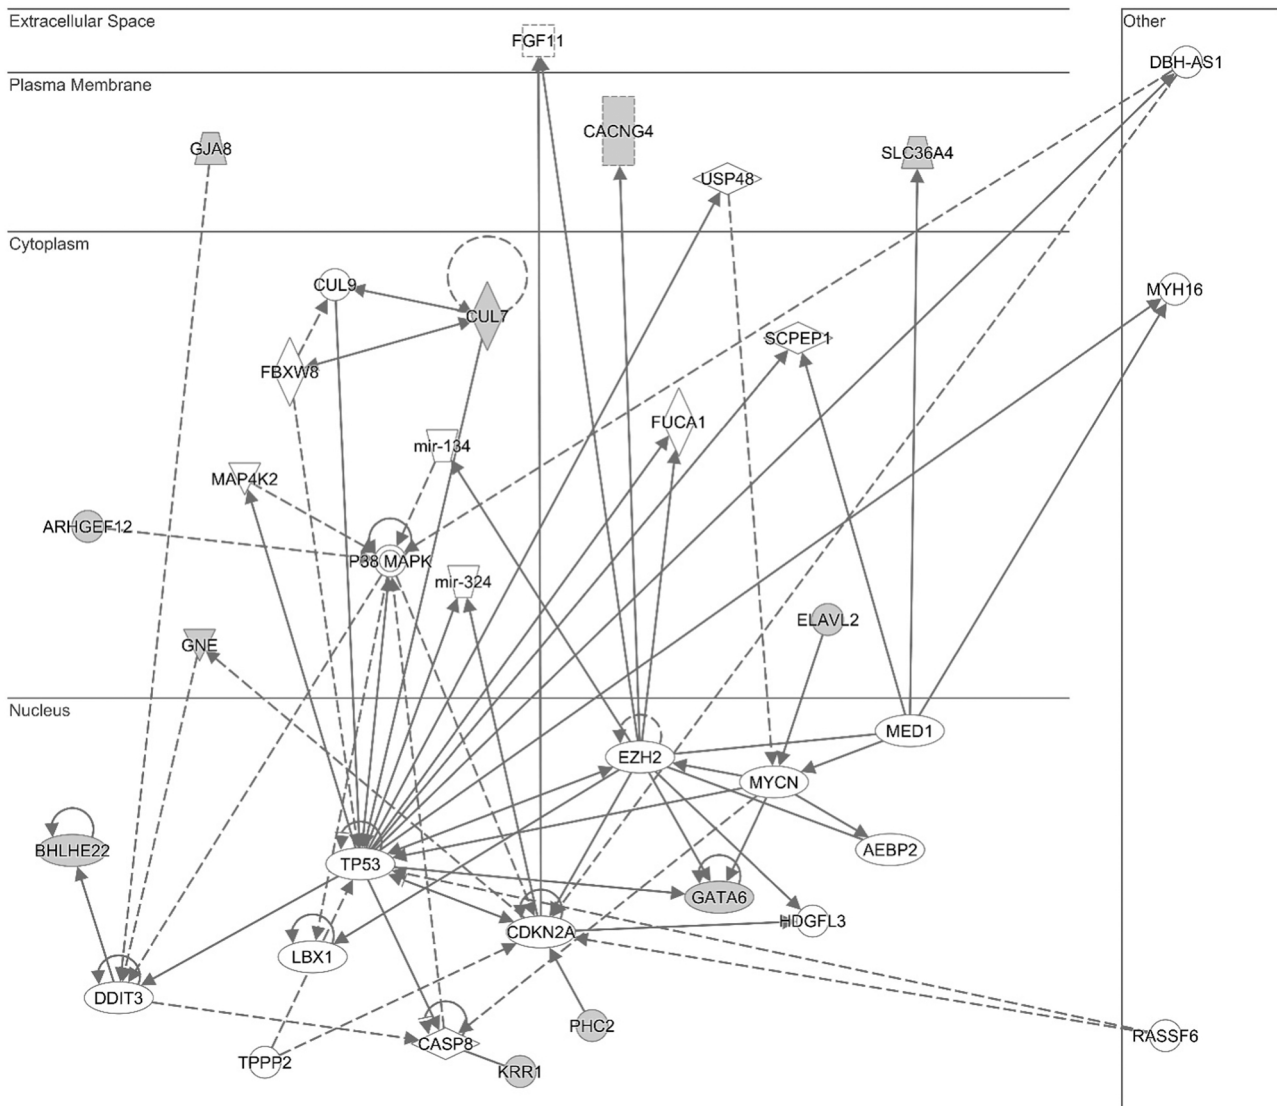 Extracellular Space
Other
FGF11
DBH-AS1
Plasma Membrane
CACNG4
GJA8
SLC36A4
USP48
Cytoplasm
CUL9
MYH16
CUL7
SCPEP1
FBXW8
FUCA1
mir-134
MAP4K2
ARHGEF12
P38 MAPK
mir-324
ELAVL2
GNE
Nucleus
MED1
EZH2
MYCN
BHLHE22
AEBP2
TP53
GATA6
HDGFL3
CDKN2A
LBX1
DDIT3
PHC2
RASSF6
CASP8
TPPP2
KRR1